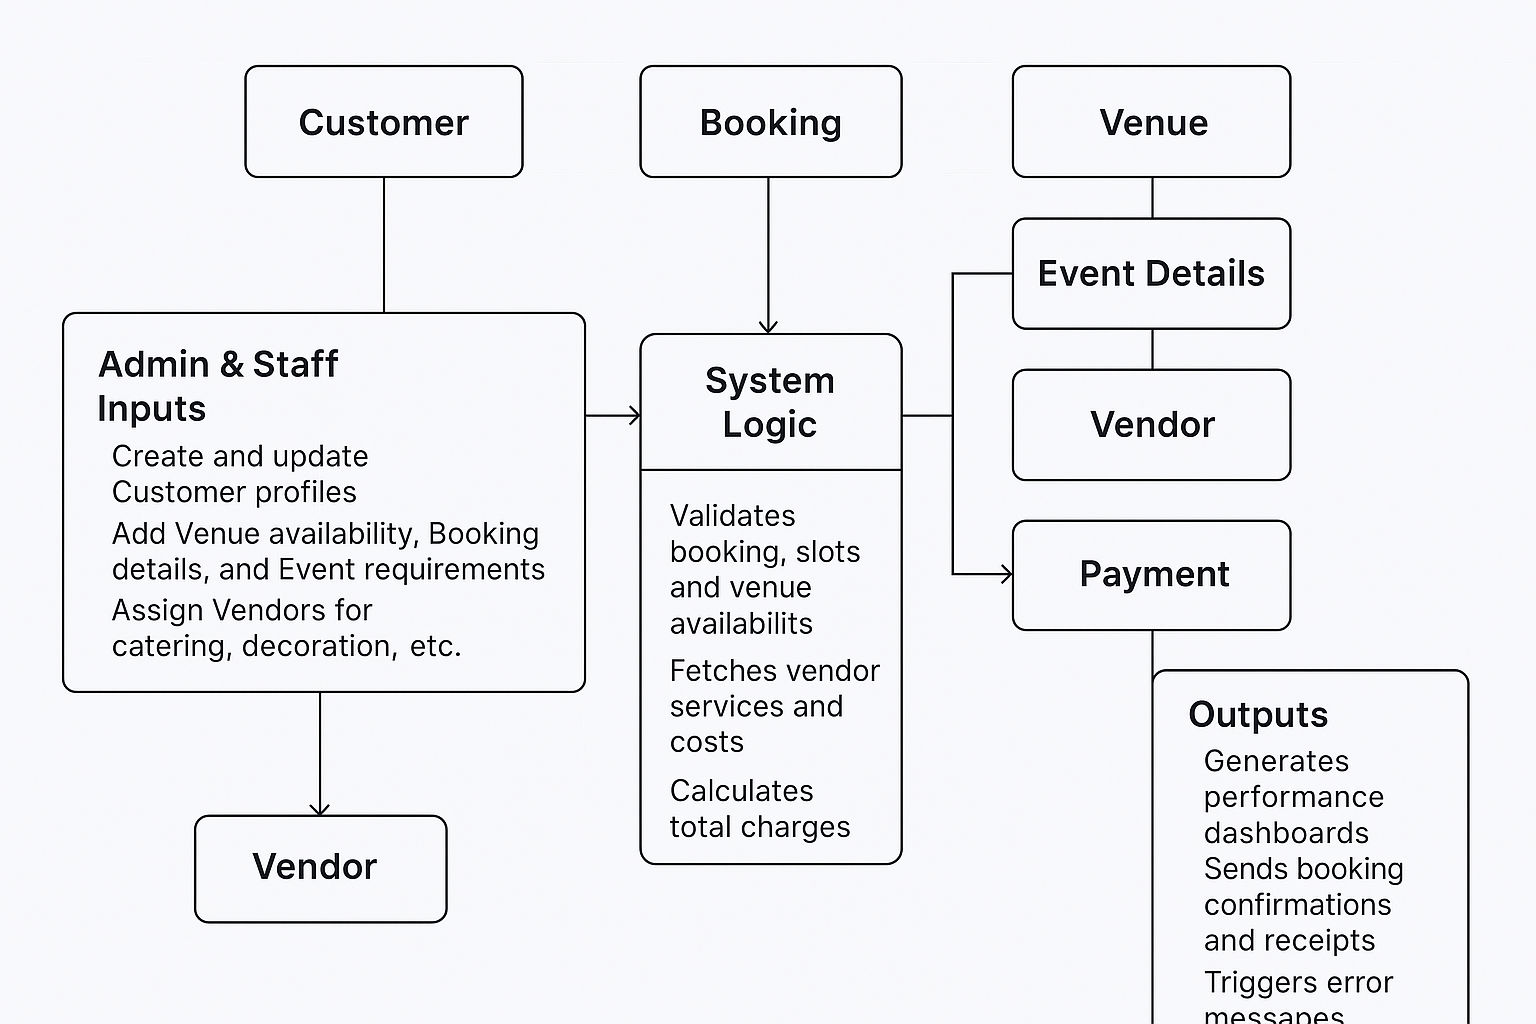 Customer
Booking
Venue
Event Details
Admin & Staff
Inputs
Create and update
Customer profiles
Add Venue availability, Booking
details, and Event requirements
Assign Vendors for
catering, decoration, etc.
System
Logic
Validates
booking, slots
and venue
availabilits
Fetches vendor
services and
costs
Calculates
total charges
Vendor
Payment
Vendor
Outputs
Generates
performance
dashboards
Sends booking
confirmations
and receipts
Triggers error
messapes